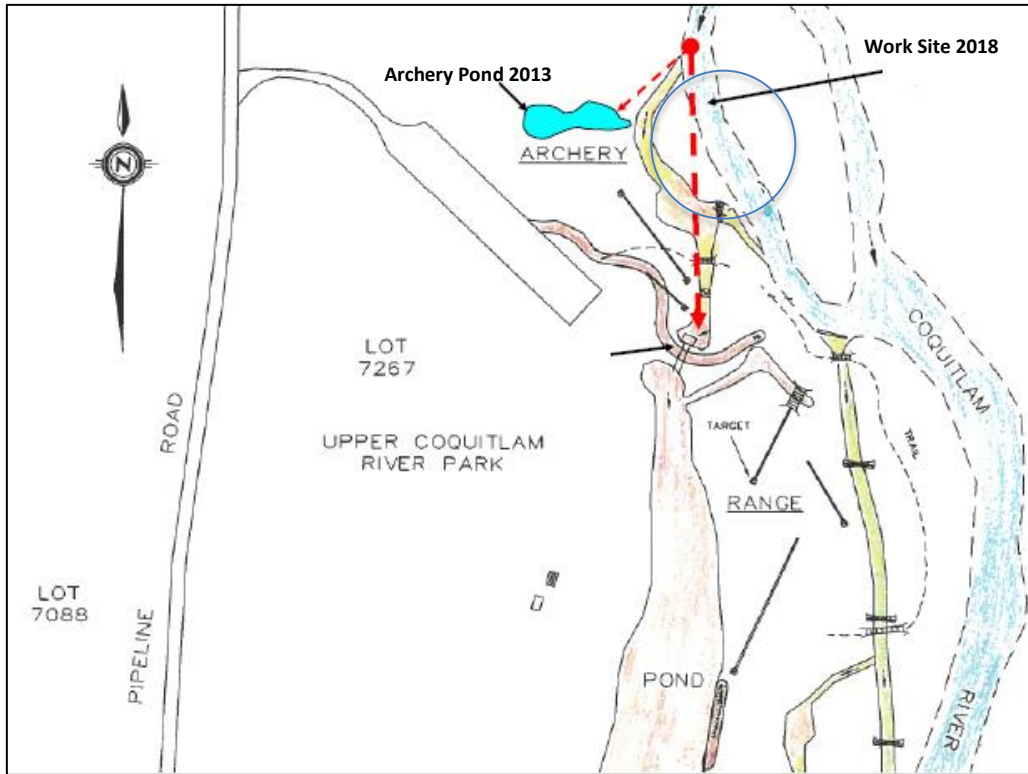 Work Site 2018
Archery Pond 2013
ARCHERY
N
LOT
7267
UPPER COQUITLAM
RIVER PARK
ROAD
COQUITLAM
TARGET
TRAIL
RANGE
LOT
7088
PIPELINE
POND
RIVER